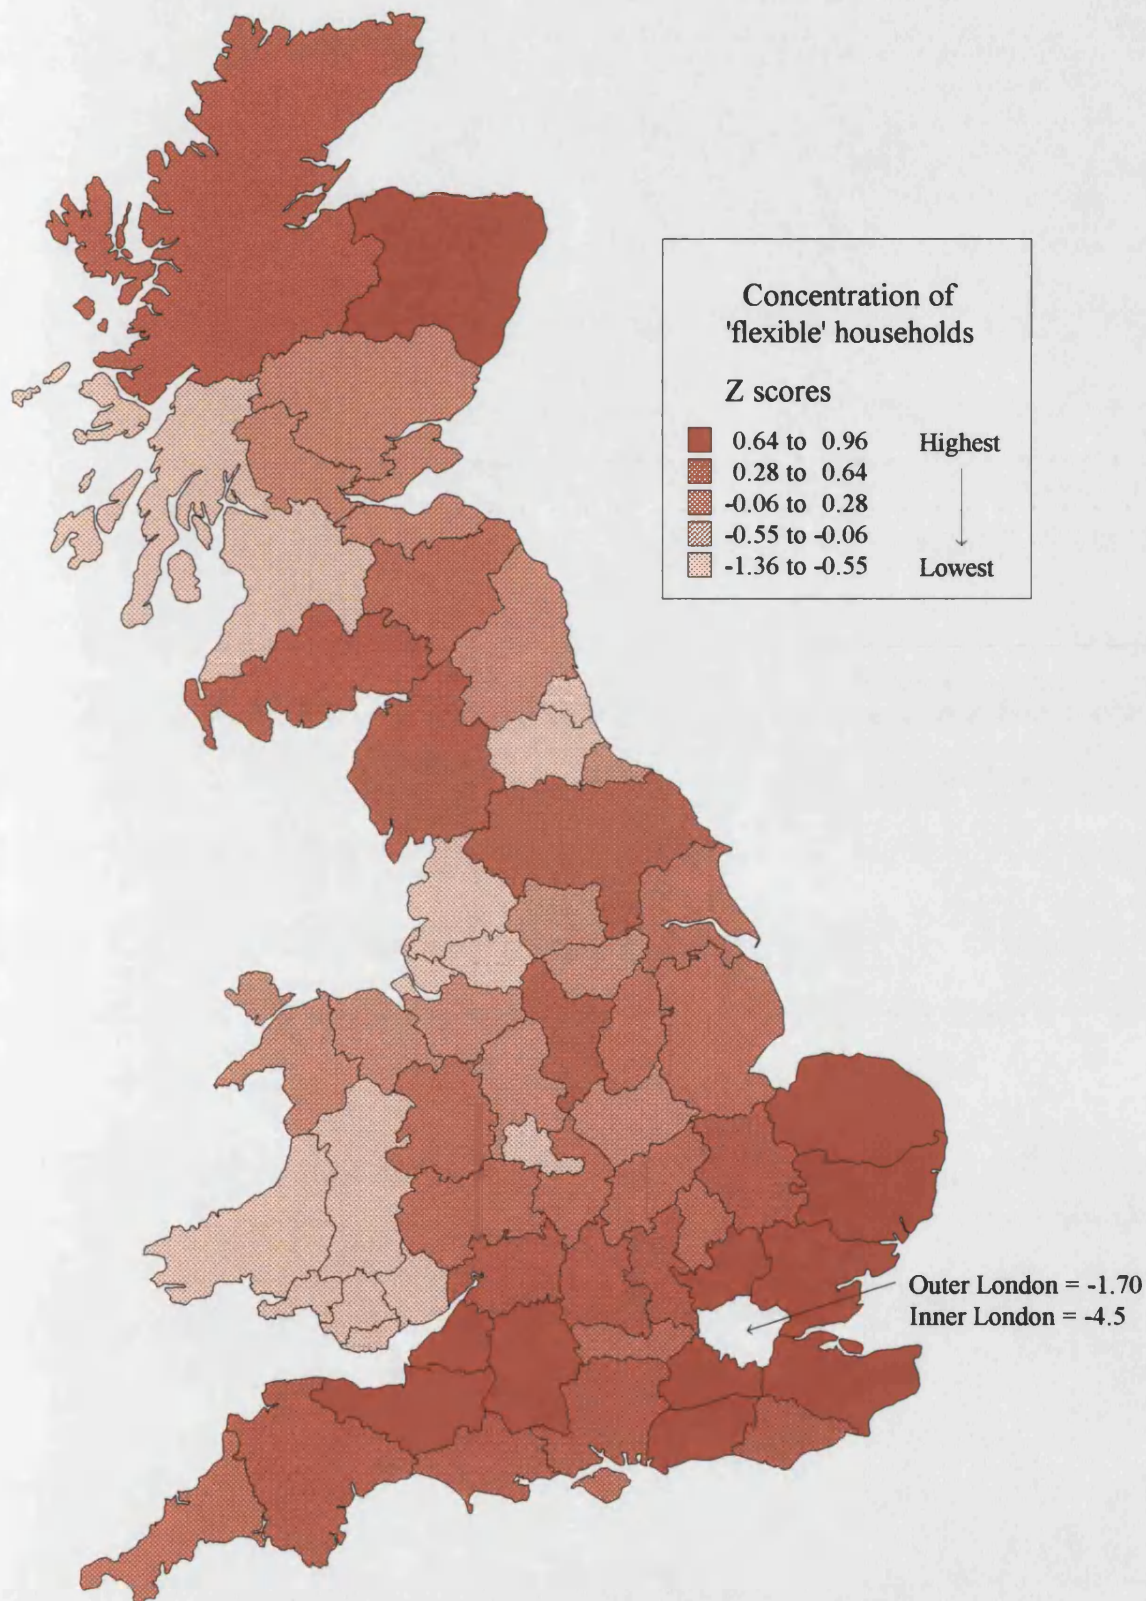 Concentration of
'flexible' households
Z scores
0.64 to 0.96 Highest
0.28 to 0.64
-0.06 to 0.28
-0.55 to -0.06
-1.36 to -0.55 Lowest
Outer London = -1.70
Inner London = -4.5